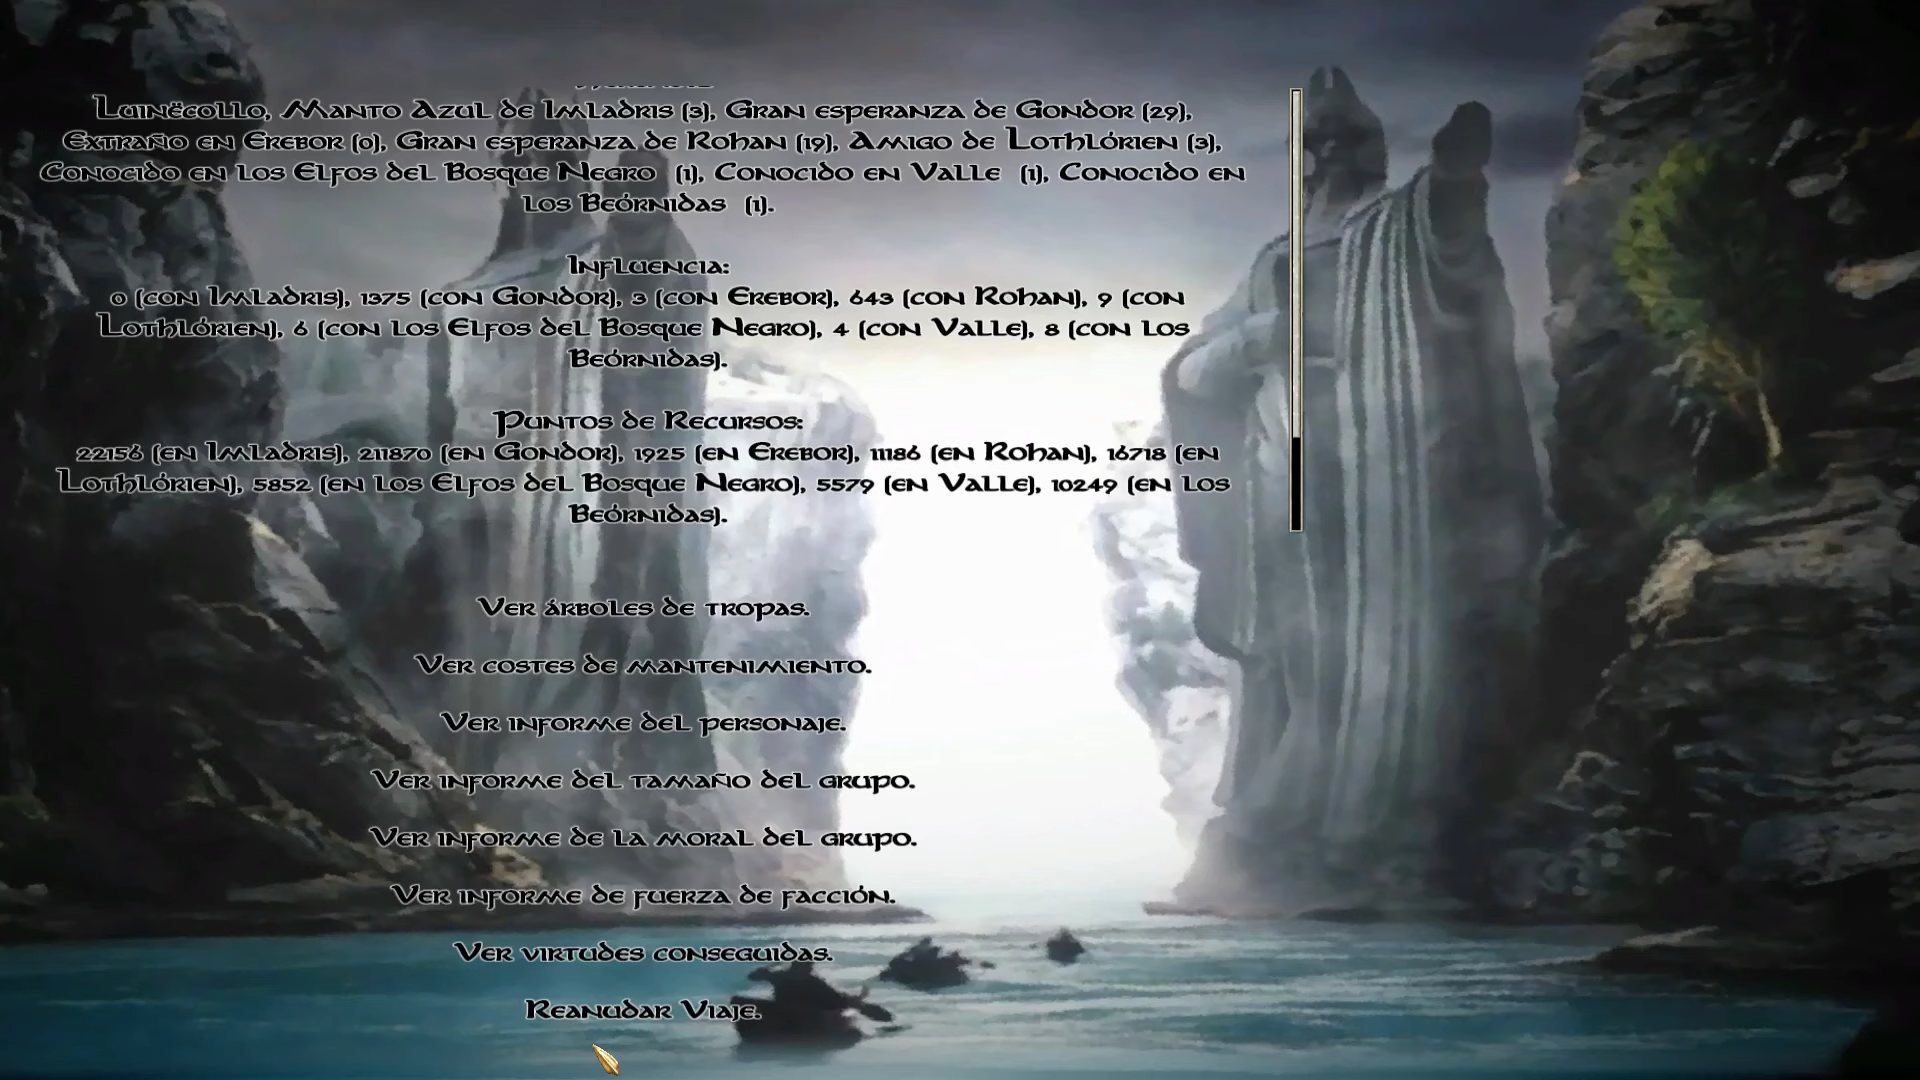 Luinëcollo, Manto Azul de Imladris (3), Gran esperanza de Gondor (29),
Extraño en Erebor (0), Gran esperanza de Rohan (19), Amigo de Lothlórien (3),
Conocido en los Elfos del Bosque Negro (1), Conocido en Valle (1), Conocido en
los Beórnidas (1).
Influencia:
0 (con Imladris), 1375 (con Gondor), 3 (con Erebor), 643 (con Rohan), 9 (con
Lothlórien), 6 (con los Elfos del Bosque Negro), 4 (con Valle), 8 (con los
Beórnidas).
Puntos de Recursos:
22156 (en Imladris), 211870 (en Gondor), 1925 (en Erebor), 11186 (en Rohan), 16718 (en
Lothlórien), 5852 (en los Elfos del Bosque Negro), 5579 (en Valle), 10249 (en los
Beórnidas).
Ver árboles de tropas.
Ver costes de mantenimiento.
Ver informe del personaje.
Ver informe del tamaño del grupo.
Ver informe de la moral del grupo.
Ver informe de fuerza de facción.
Ver virtudes conseguidas.
Reanudar Viaje.